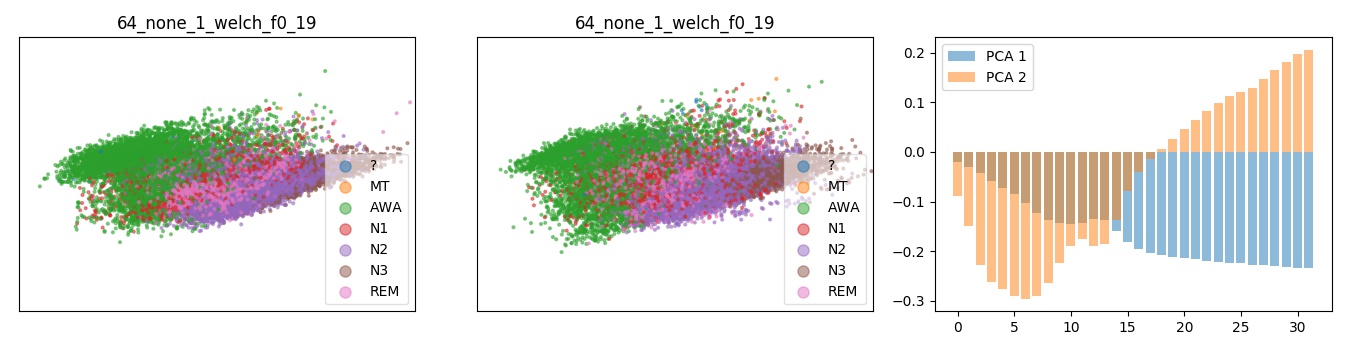 64_none_1_welch_f0_19
?
MT
AWA
N1
N2
N3
REM
64_none_1_welch_f0_19
?
MT
AWA
N1
N2
N3
REM
PCA 1
PCA 2
0.2
0.1
0.0
−0.1
−0.2
−0.3
0 5 10 15 20 25 30